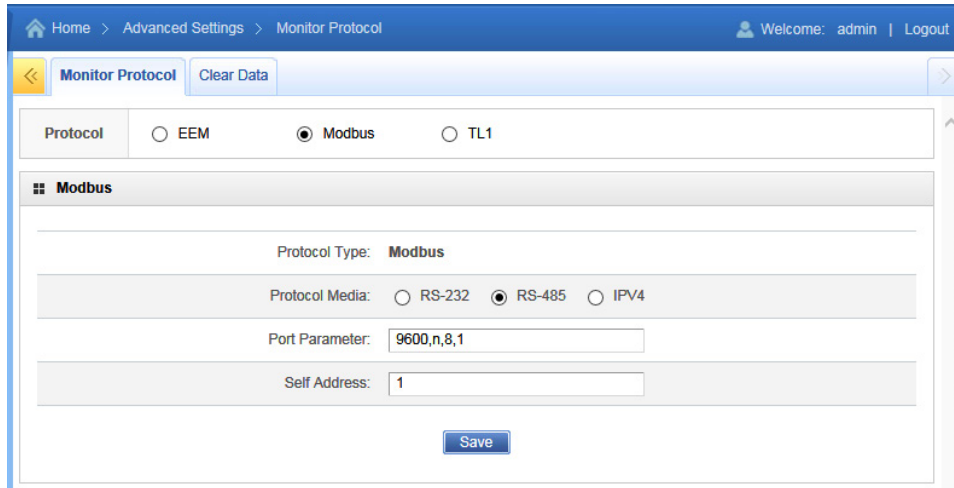 Home > Advanced Settings > Monitor Protocol Welcome: admin | Logout
Monitor Protocol Clear Data
Protocol EEM Modbus TL1
Modbus
Protocol Type: Modbus
Protocol Media: RS-232 RS-485 IPV4
Port Parameter: 9600,n,8,1
Self Address: 1
Save